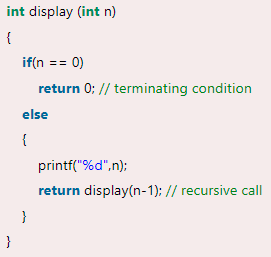 int display (int n)
{
if(n == 0)
return 0; // terminating condition
else
{
printf("%d",n);
return display(n-1); // recursive call
}
}